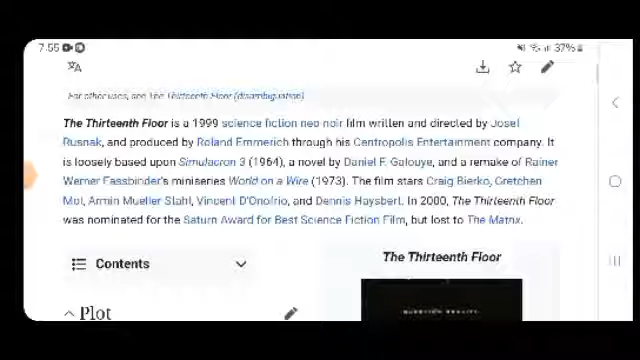 7:55
37%
For other uses, see The Thirteenth Floor (disambiguation)
The Thirteenth Floor is a 1999 science fiction neo noir film written and directed by Josef
Rusnak, and produced by Roland Emmerich through his Centropolis Entertainment company. It
is loosely based upon Simulacron 3 (1964), a novel by Daniel F. Galouye, and a remake of Rainer
Werner Fassbinder's miniseries World on a Wire (1973). The film stars Craig Bierko, Gretchen
Mol, Armin Mueller Stahl, Vincent D'Onofrio, and Dennis Haysbert. In 2000, The Thirteenth Floor
was nominated for the Saturn Award for Best Science Fiction Film, but lost to The Matrix.
Contents
The Thirteenth Floor
QUESTION REALITY
Plot